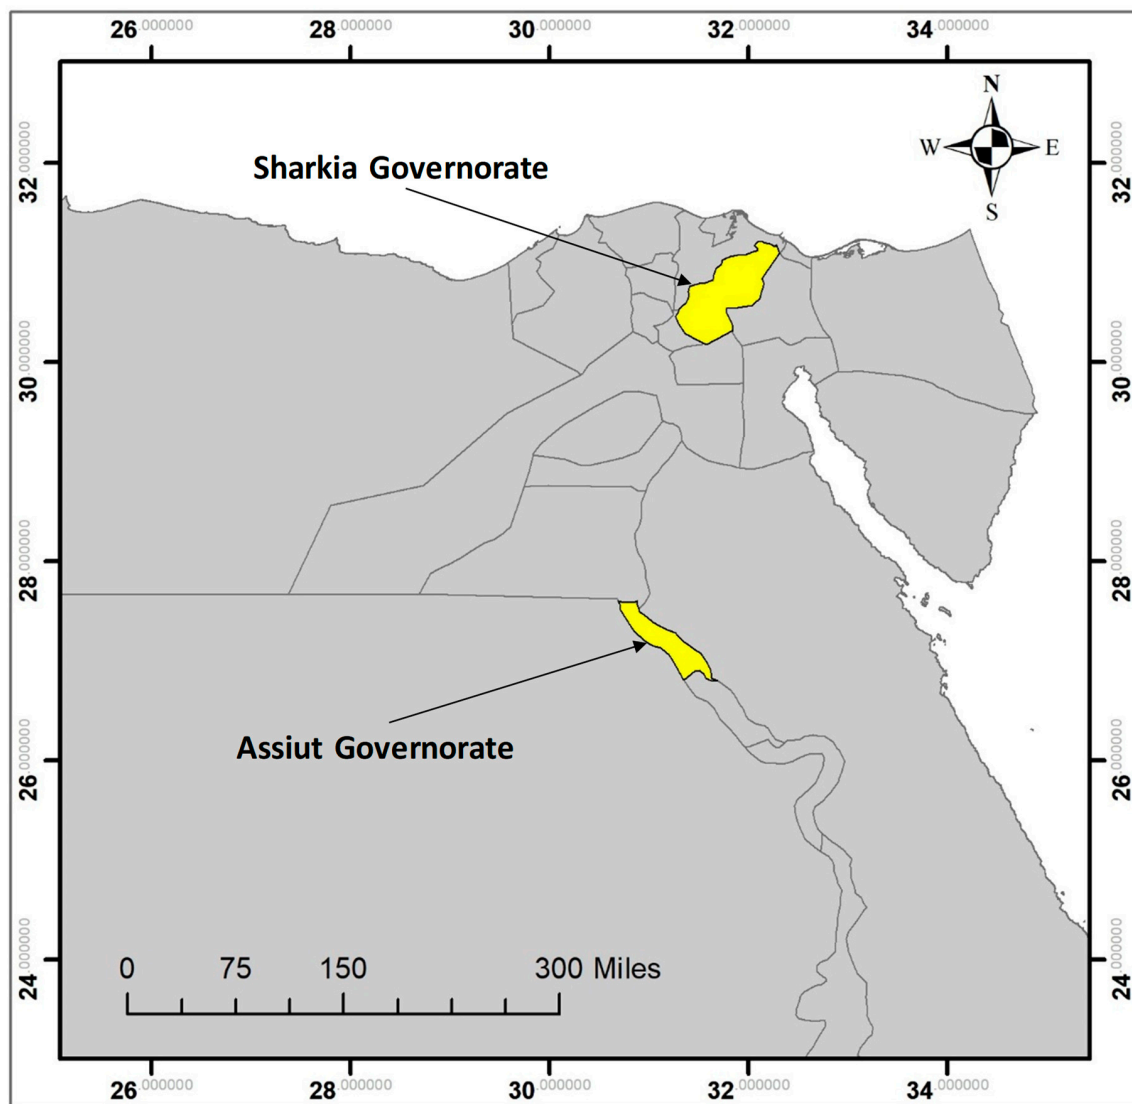 26.000000 28.000000 30.000000 32.000000 34.000000
N
W E
S
32.000000 32.000000
Sharkia Governorate
30.000000 30.000000
28.000000 28.000000
Assiut Governorate
26.000000 26.000000
24.000000 24.000000
0 75 150 300 Miles
26.000000 28.000000 30.000000 32.000000 34.000000